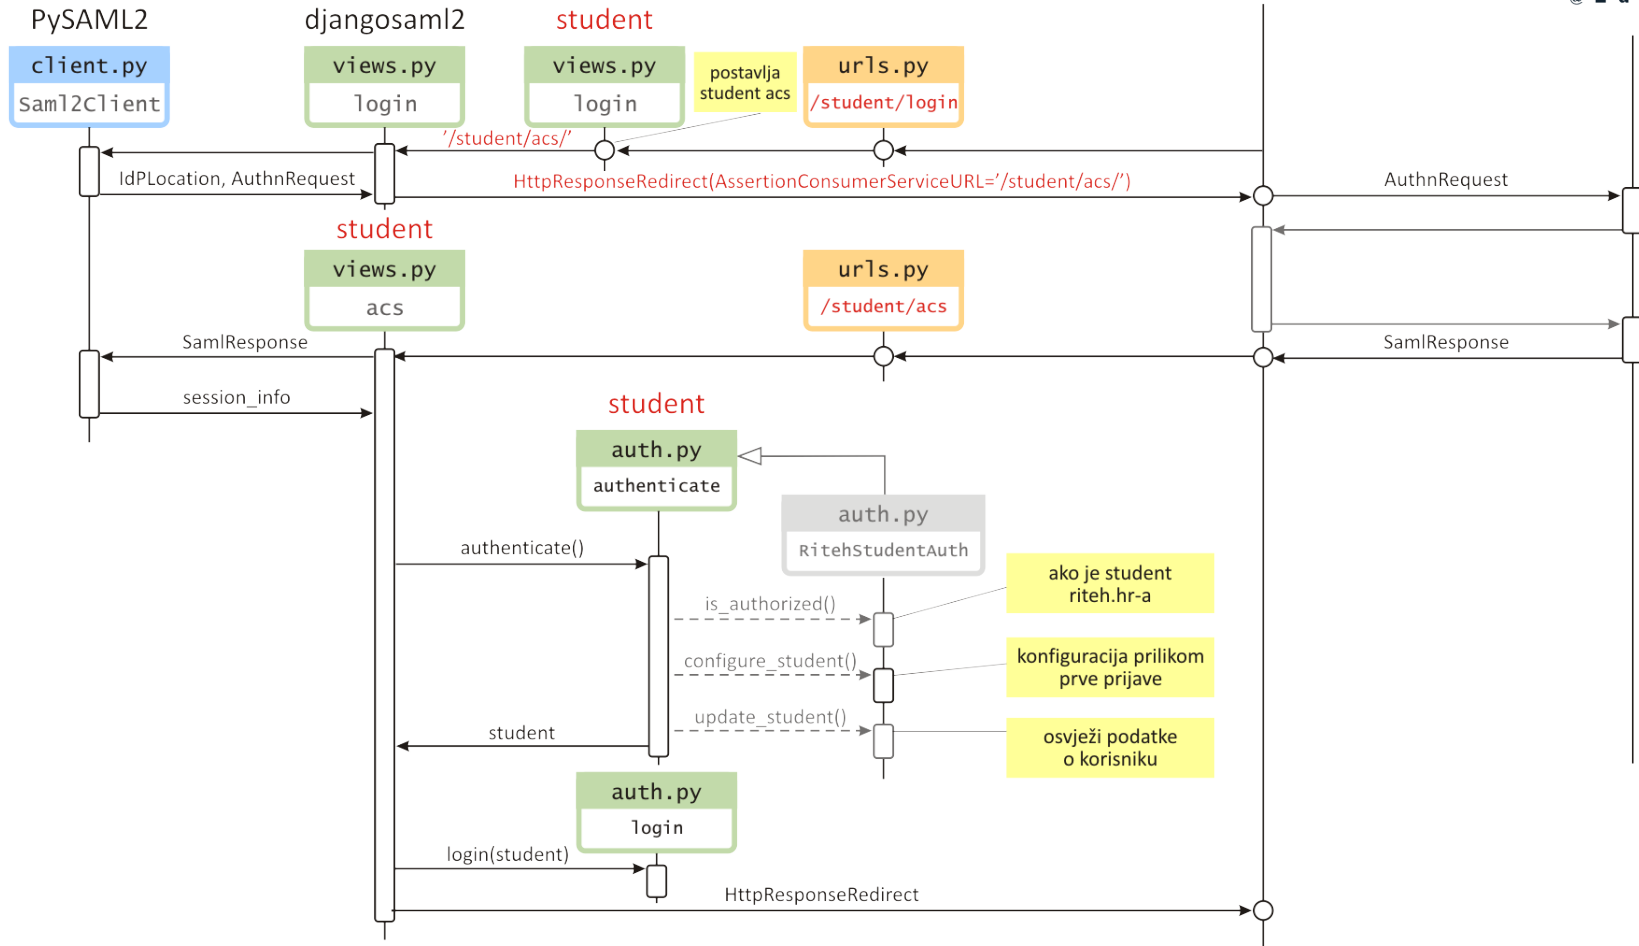 PySAML2
djangosaml2
student
client.py
Saml2Client
views.py
login
views.py
login
postavlja
student acs
urls.py
/student/login
'/student/acs/'
IdPLocation, AuthnRequest
HttpResponseRedirect(AssertionConsumerServiceURL='/student/acs/')
AuthnRequest
student
views.py
acs
urls.py
/student/acs
SamlResponse
SamlResponse
session_info
student
auth.py
authenticate
auth.py
RitehStudentAuth
authenticate()
ako je student
riteh.hr-a
is_authorized()
configure_student()
konfiguracija prilikom
prve prijave
update_student()
student
osvježi podatke
o korisniku
auth.py
login
login(student)
HttpResponseRedirect